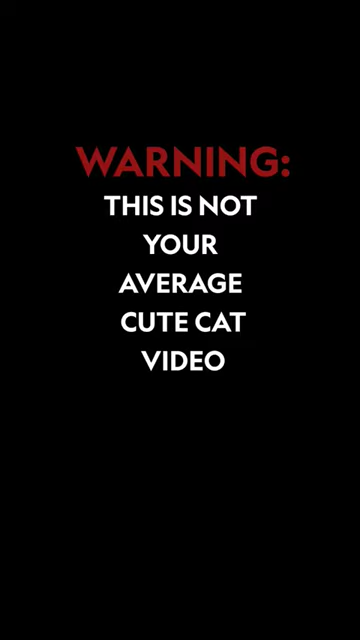 WARNING:
THIS IS NOT
YOUR
AVERAGE
CUTE CAT
VIDEO